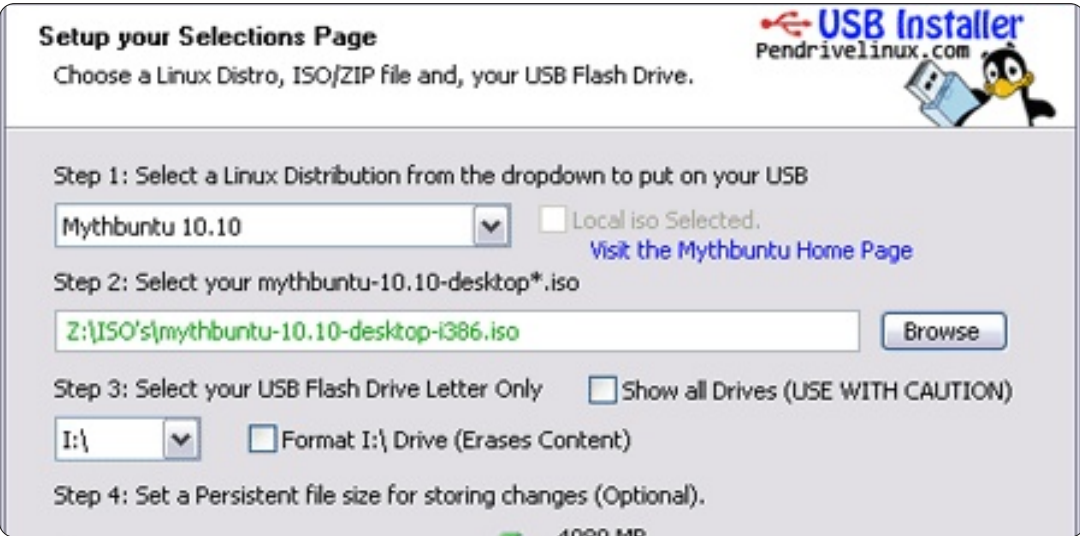 Setup your Selections Page
USB Installer
Pendrivelinux.com
Choose a Linux Distro, ISO/ZIP file and, your USB Flash Drive.
Step 1: Select a Linux Distribution from the dropdown to put on your USB
Mythbuntu 10.10
Local iso Selected.
Visit the Mythbuntu Home Page
Step 2: Select your mythbuntu-10.10-desktop*.iso
Z:\ISO's\mythbuntu-10.10-desktop-i386.iso
Browse
Step 3: Select your USB Flash Drive Letter Only
Show all Drives (USE WITH CAUTION)
I:\
Format I:\ Drive (Erases Content)
Step 4: Set a Persistent file size for storing changes (Optional).
MB